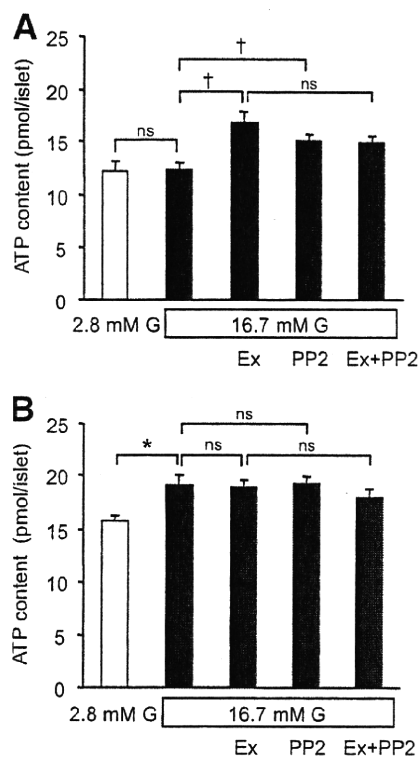 A
25
20
15
10
5
0
ATP content (pmol/islet)
†
†
ns
ns
2.8 mM G
16.7 mM G
Ex PP2 Ex+PP2
B
25
20
15
10
5
0
ATP content (pmol/islet)
ns
* ns ns
2.8 mM G
16.7 mM G
Ex PP2 Ex+PP2